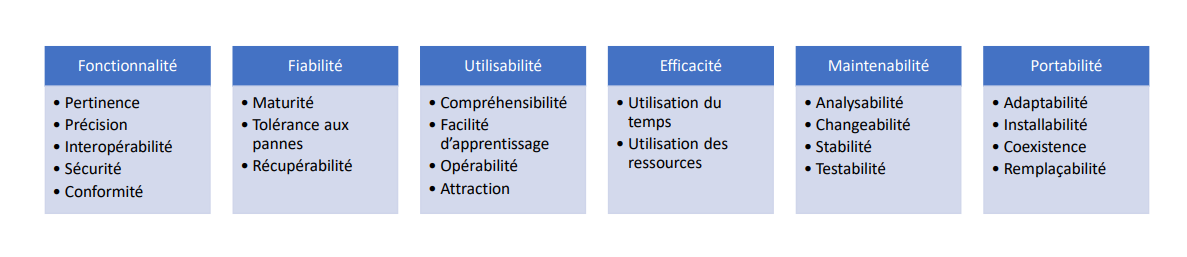 Fonctionnalité
• Pertinence
• Précision
• Interopérabilité
• Sécurité
• Conformité
Fiabilité
• Maturité
• Tolérance aux
pannes
• Récupérabilité
Utilisabilité
• Compréhensibilité
• Facilité
d’apprentissage
• Opérabilité
• Attraction
Efficacité
• Utilisation du
temps
• Utilisation des
ressources
Maintenabilité
• Analysabilité
• Changeabilité
• Stabilité
• Testabilité
Portabilité
• Adaptabilité
• Installabilité
• Coexistence
• Remplaçabilité